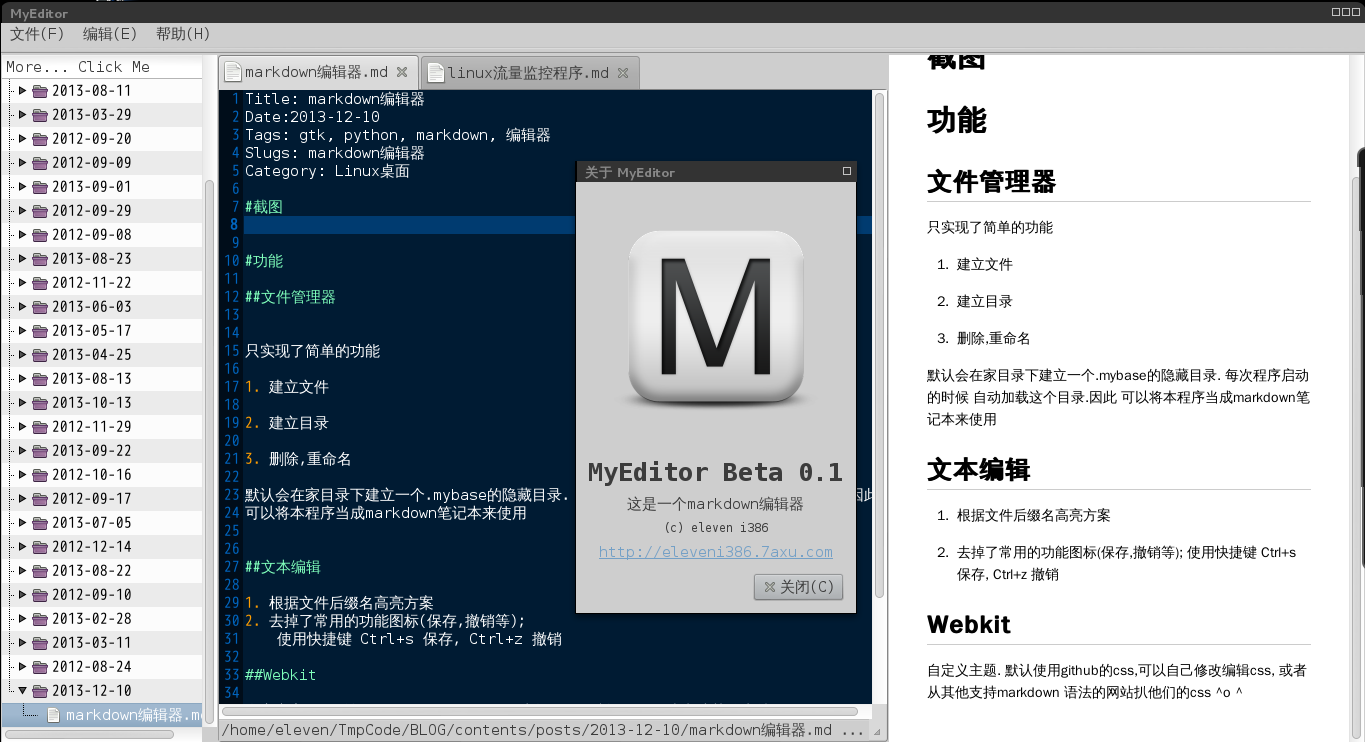 MyEditor
文件(F) 编辑(E) 帮助(H)
More... Click Me
2013-08-11
2013-03-29
2012-09-20
2012-09-09
2013-09-01
2012-09-29
2012-09-08
2013-08-23
2012-11-22
2013-06-03
2013-05-17
2013-04-25
2013-08-13
2013-10-13
2012-11-29
2013-09-22
2012-10-16
2012-09-17
2013-07-05
2012-12-14
2013-08-22
2012-09-10
2013-02-28
2013-03-11
2012-08-24
2013-12-10
markdown编辑器.m
markdown编辑器.md
linux流量监控程序.md
1 Title: markdown编辑器
2 Date:2013-12-10
3 Tags: gtk, python, markdown, 编辑器
4 Slugs: markdown编辑器
5 Category: Linux桌面
6
7 #截图
8
9
10 #功能
11
12 ##文件管理器
13
14
15 只实现了简单的功能
16
17 1. 建立文件
18
19 2. 建立目录
20
21 3. 删除,重命名
22
23 默认会在家目录下建立一个.mybase的隐藏目录. 因此
24 可以将本程序当成markdown笔记本来使用
25
26
27 ##文本编辑
28
29 1. 根据文件后缀名高亮方案
30 2. 去掉了常用的功能图标(保存,撤销等);
31 使用快捷键 Ctrl+s 保存, Ctrl+z 撤销
32
33 ##Webkit
34
/home/eleven/TmpCode/BLOG/contents/posts/2013-12-10/markdown编辑器.md ...
关于 MyEditor
M
MyEditor Beta 0.1
这是一个markdown编辑器
(c) eleven i386
http://eleveni386.7axu.com
关闭(C)
截图
功能
文件管理器
只实现了简单的功能
1. 建立文件
2. 建立目录
3. 删除,重命名
默认会在家目录下建立一个.mybase的隐藏目录. 每次程序启动
的时候 自动加载这个目录.因此 可以将本程序当成markdown笔
记本来使用
文本编辑
1. 根据文件后缀名高亮方案
2. 去掉了常用的功能图标(保存,撤销等); 使用快捷键 Ctrl+s
保存, Ctrl+z 撤销
Webkit
自定义主题. 默认使用github的css,可以自己修改编辑css, 或者
从其他支持markdown 语法的网站扒他们的css ^o ^